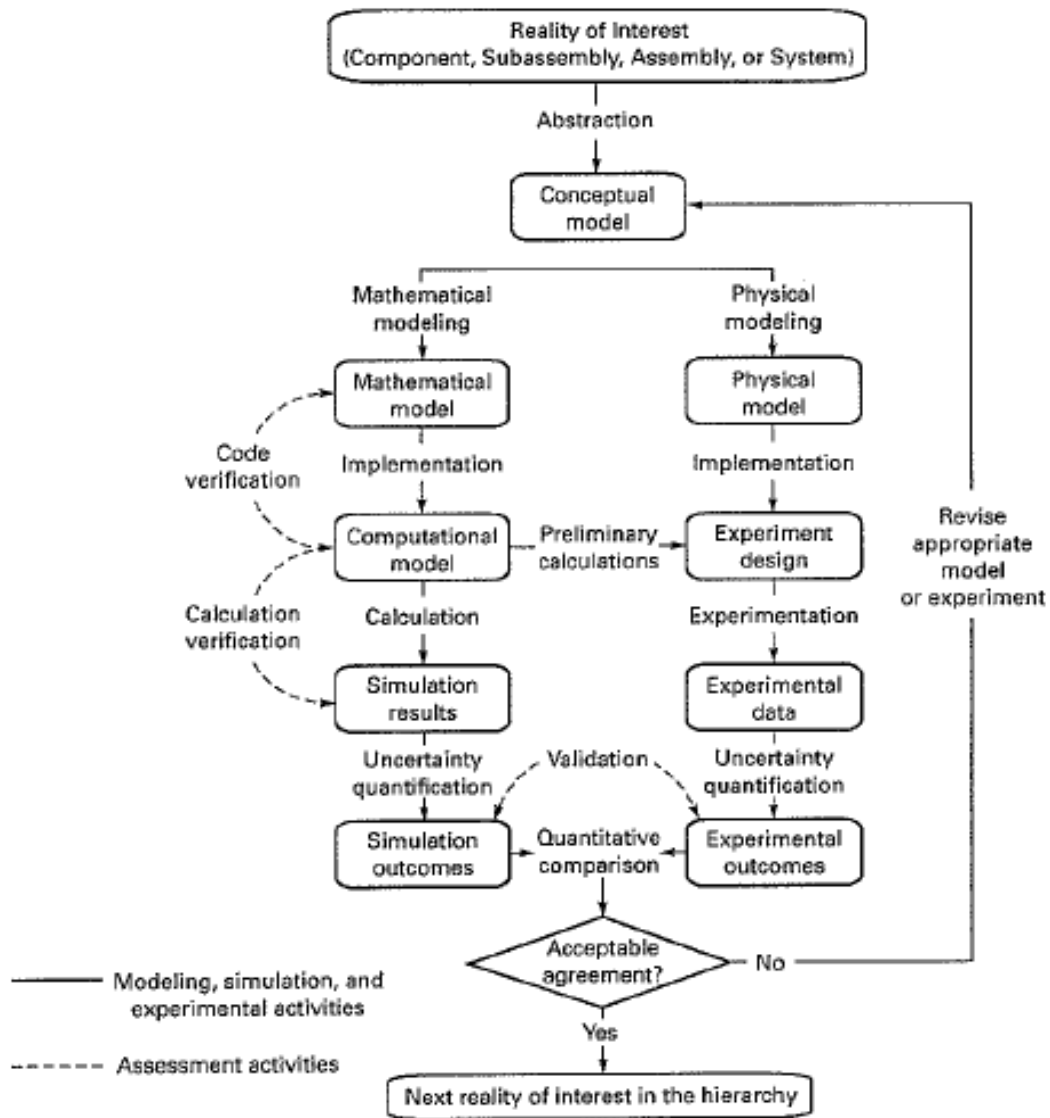 Reality of Interest
(Component, Subassembly, Assembly, or System)
Abstraction
Conceptual
model
Mathematical
modeling
Physical
modeling
Mathematical
model
Physical
model
Code
verification
Implementation
Implementation
Computational
model
Preliminary
calculations
Experiment
design
Revise
appropriate
model
or experiment
Calculation
verification
Calculation
Experimentation
Simulation
results
Experimental
data
Uncertainty
quantification
Validation
Uncertainty
quantification
Simulation
outcomes
Quantitative
comparison
Experimental
outcomes
Acceptable
agreement?
No
Modeling, simulation, and
experimental activities
Yes
Assessment activities
Next reality of interest in the hierarchy